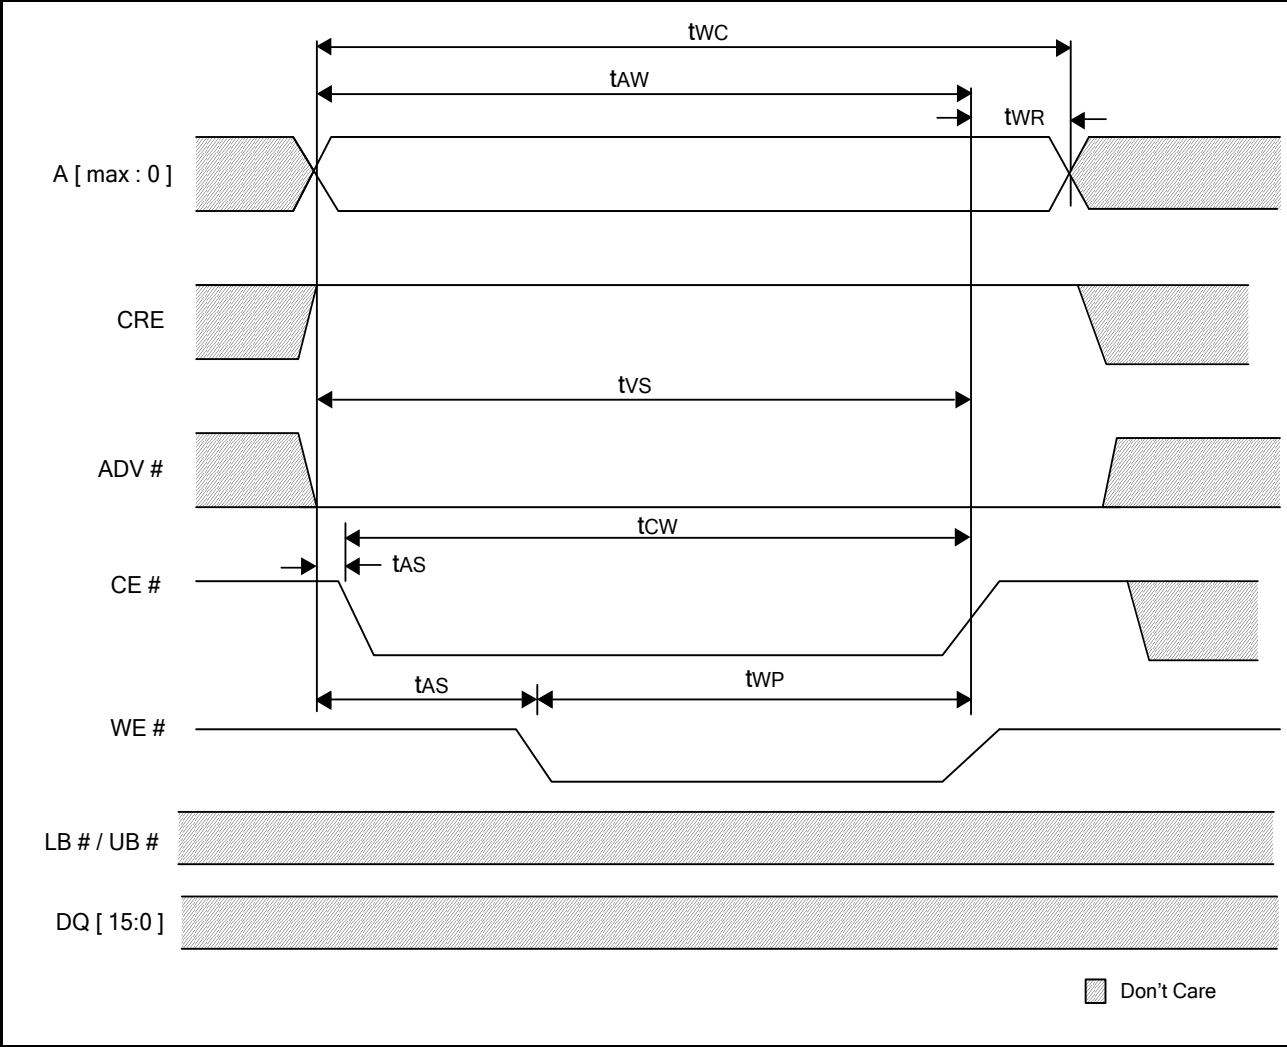 tWC
tAW
tWR
A [ max : 0 ]
CRE
tVS
ADV #
tCW
tAS
CE #
tAS
tWP
WE #
LB # / UB #
DQ [ 15:0 ]
Don't Care